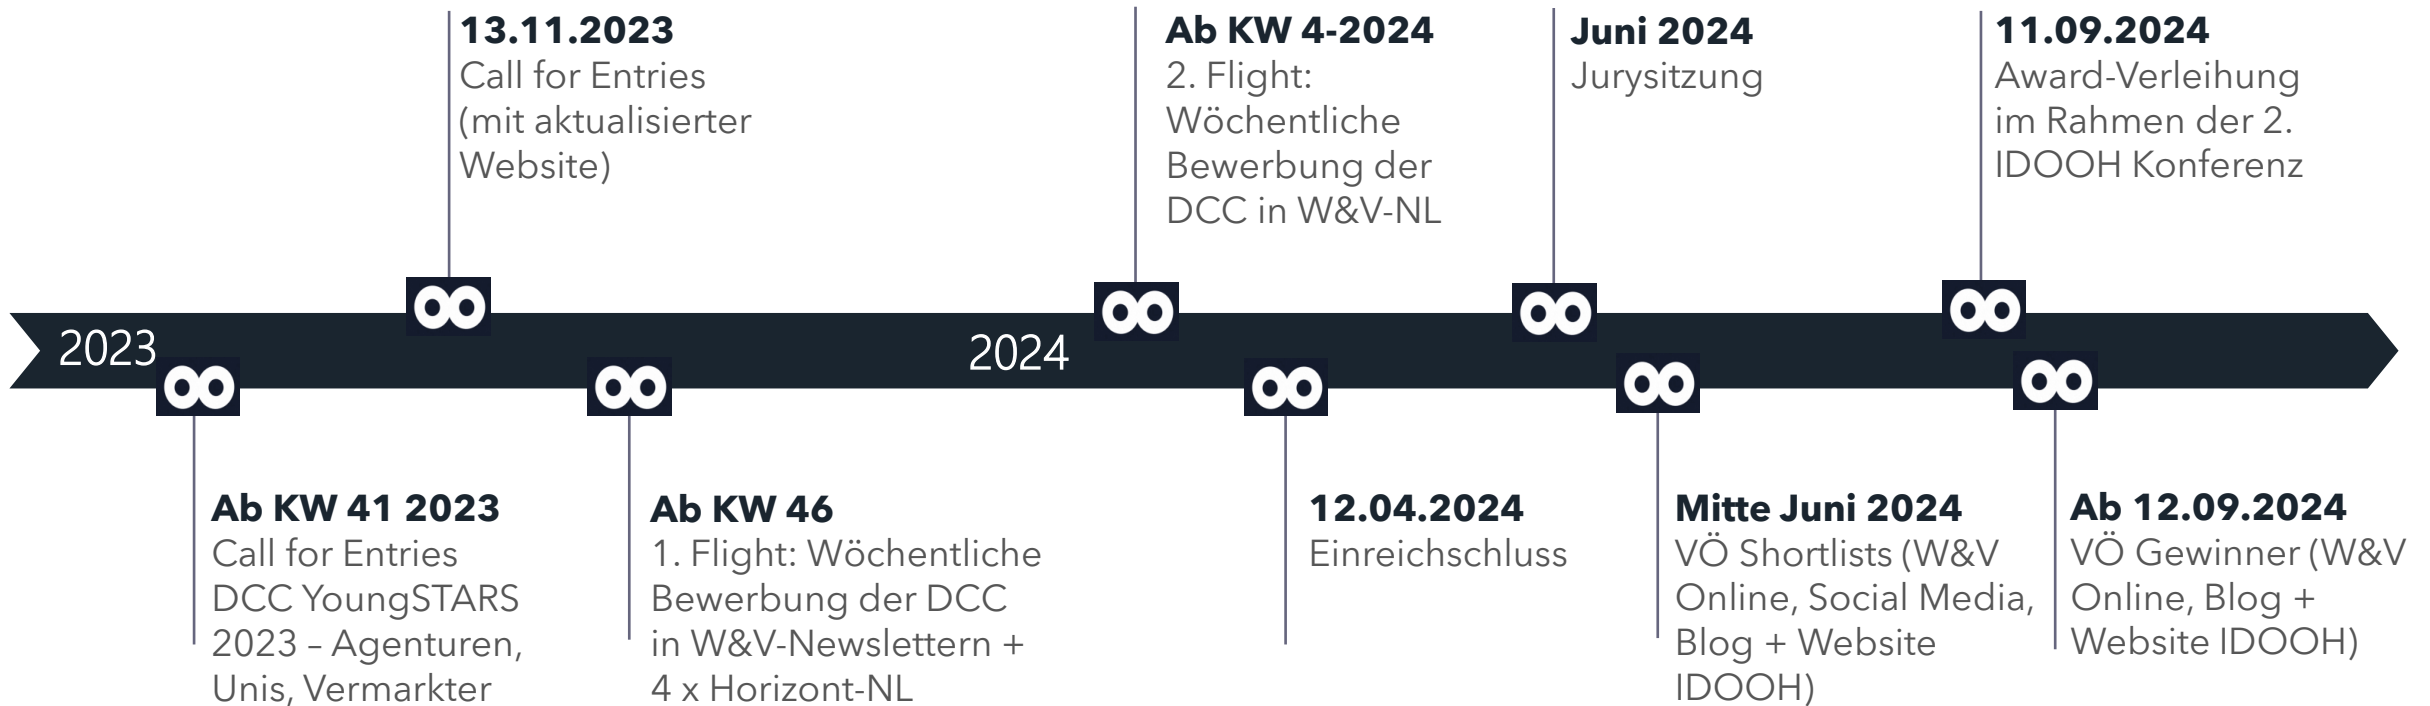 13.11.2023
Call for Entries
(mit aktualisierter
Website)
Ab KW 4-2024
2. Flight:
Wöchentliche
Bewerbung der
DCC in W&V-NL
Juni 2024
Jurysitzung
11.09.2024
Award-Verleihung
im Rahmen der 2.
IDOOH Konferenz
2023
2024
Ab KW 41 2023
Call for Entries
DCC YoungSTARS
2023 – Agenturen,
Unis, Vermarkter
Ab KW 46
1. Flight: Wöchentliche
Bewerbung der DCC
in W&V-Newslettern +
4 x Horizont-NL
12.04.2024
Einreichschluss
Mitte Juni 2024
VÖ Shortlists (W&V
Online, Social Media,
Blog + Website
IDOOH)
Ab 12.09.2024
VÖ Gewinner (W&V
Online, Blog +
Website IDOOH)